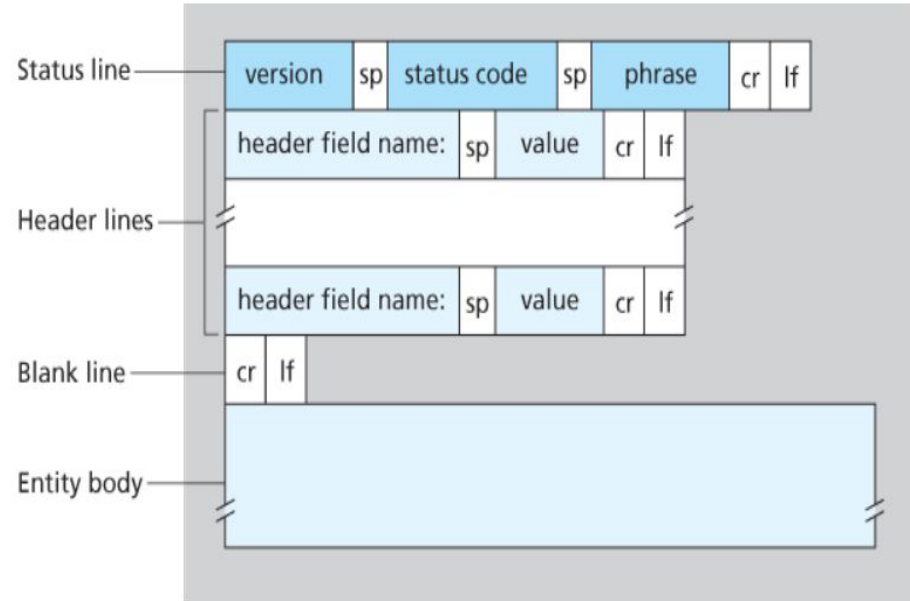 Status line version sp status code sp phrase cr lf
header field name: sp value cr lf
Header lines
header field name: sp value cr lf
Blank line cr lf
Entity body